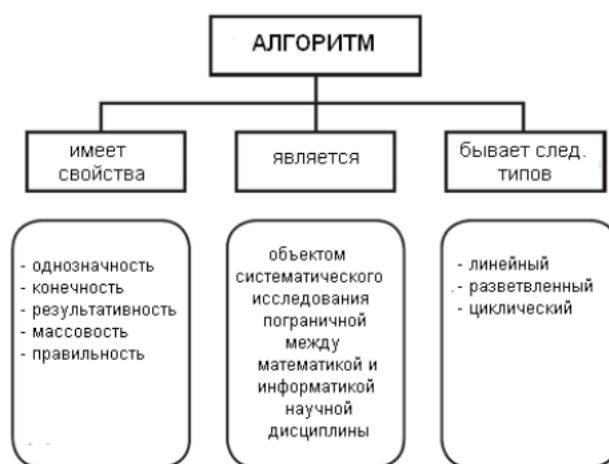 АЛГОРИТМ
имеет
свойства
является
бывает след.
типов
- однозначность
- конечность
- результативность
- массовость
- правильность
объектом
систематического
исследования
пограничной
между
математикой и
информатикой
научной
дисциплины
- линейный
- разветвленный
- циклический